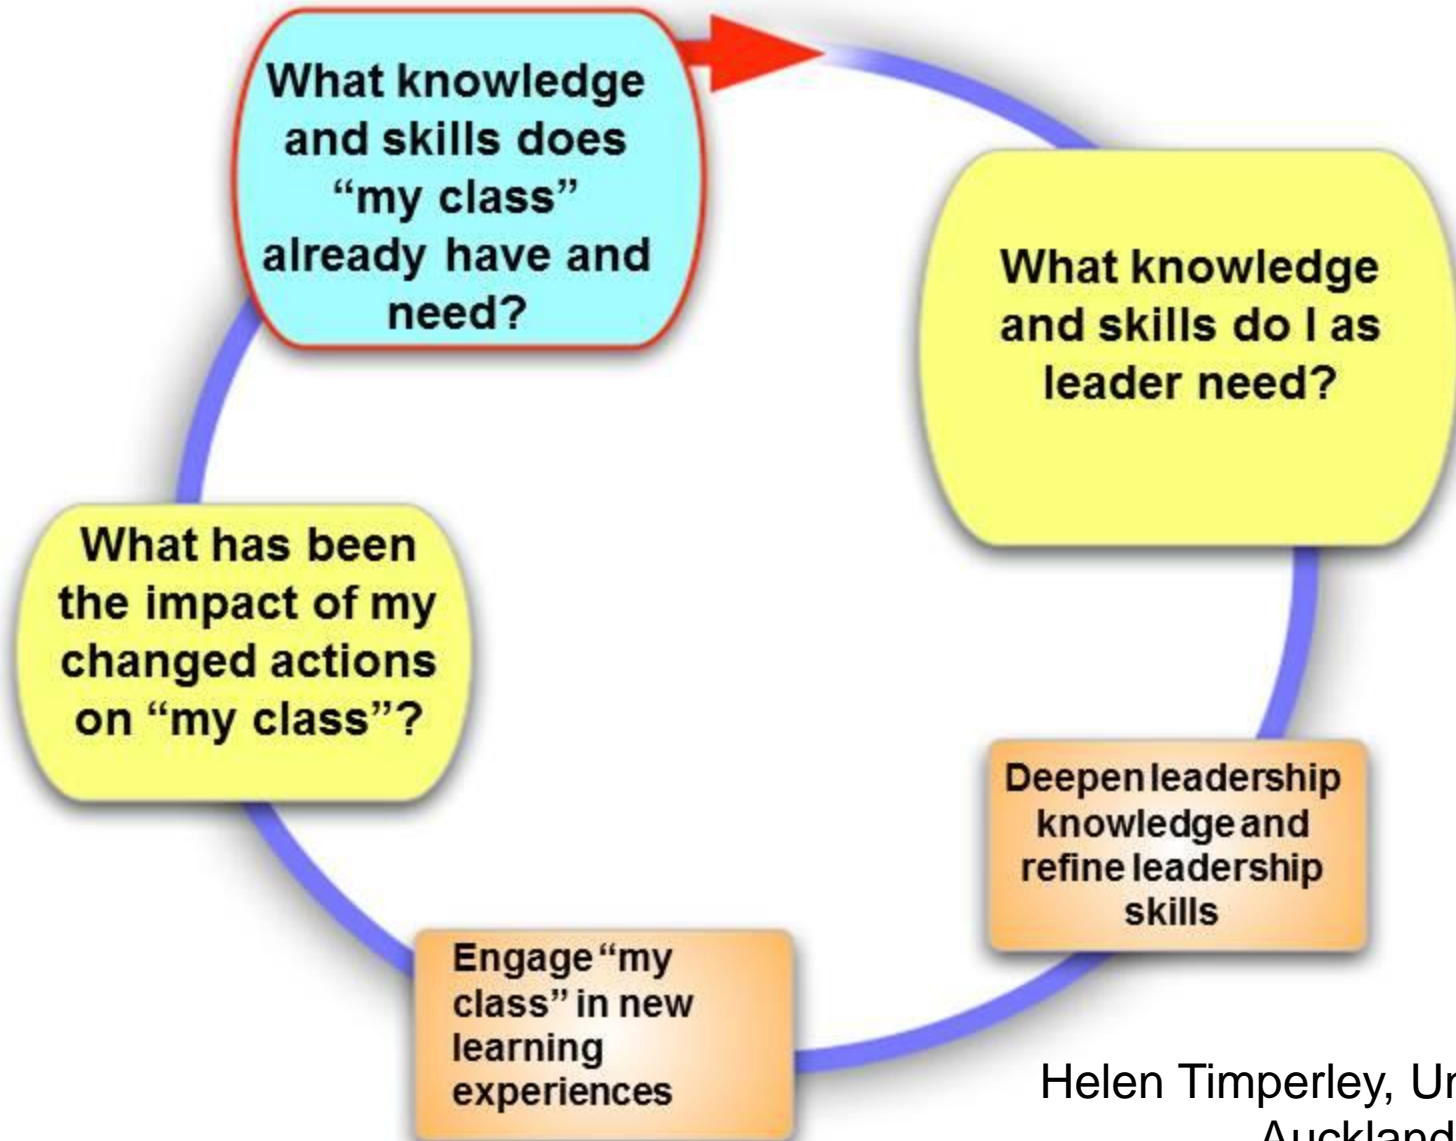 What knowledge
and skills does
“my class”
already have and
need?
What knowledge
and skills do I as
leader need?
Deepen leadership
knowledge and
refine leadership
skills
Engage “my
class” in new
learning
experiences
What has been
the impact of my
changed actions
on “my class”?
Helen Timperley,
Auckland